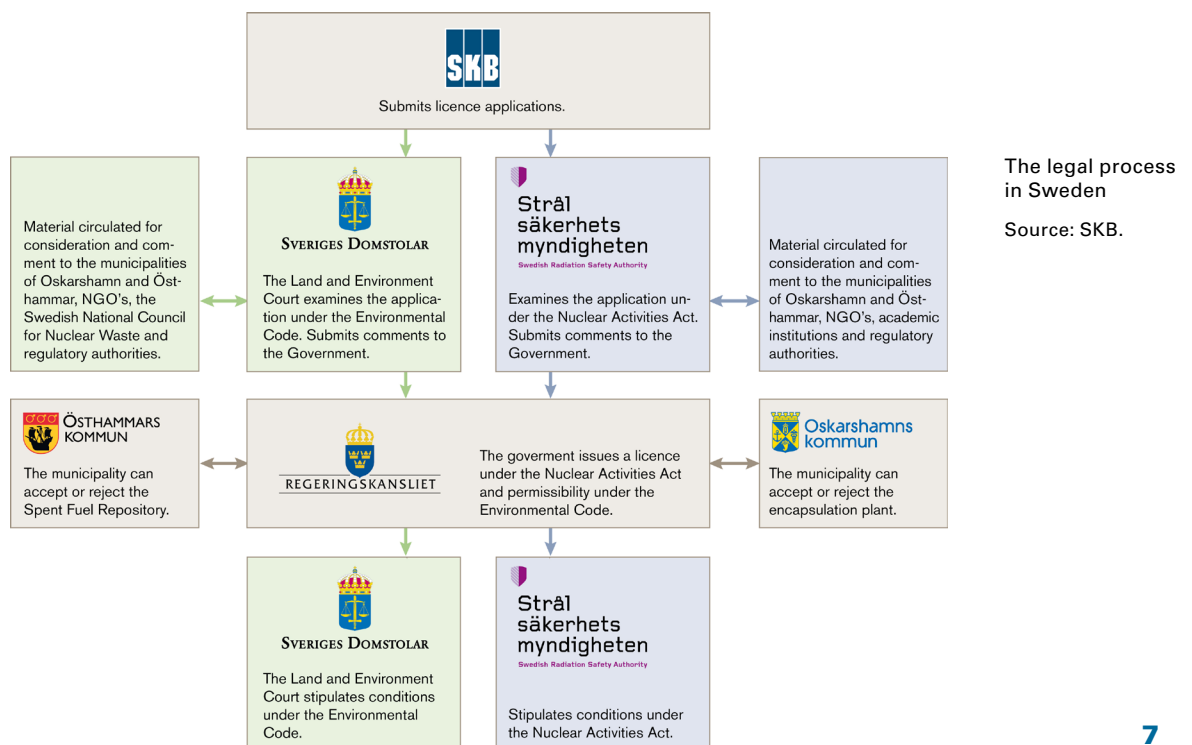 SKB
Submits licence applications.
Material circulated for
consideration and com-
ment to the municipalities
of Oskarshamn and Öst-
hammar, NGO's, the
Swedish National Council
for Nuclear Waste and
regulatory authorities.
SVERIGES DOMSTOLAR
The Land and Environment
Court examines the applica-
tion under the Environmental
Code. Submits comments to
the Government.
Strål
säkerhets
myndigheten
Swedish Radiation Safety Authority
Examines the application un-
der the Nuclear Activities Act.
Submits comments to the
Government.
Material circulated for
consideration and com-
ment to the municipalities
of Oskarshamn and Öst-
hammar, NGO's, academic
institutions and regulatory
authorities.
The legal process
in Sweden
Source: SKB.
ÖSTHAMMARS
KOMMUN
The municipality can
accept or reject the
Spent Fuel Repository.
REGERINGSKANSLIET
The goverment issues a licence
under the Nuclear Activities Act
and permissibility under the
Environmental Code.
Oskarshamns
kommun
The municipality can
accept or reject the
encapsulation plant.
SVERIGES DOMSTOLAR
The Land and Environment
Court stipulates conditions
under the Environmental
Code.
Strål
säkerhets
myndigheten
Swedish Radiation Safety Authority
Stipulates conditions under
the Nuclear Activities Act.
7